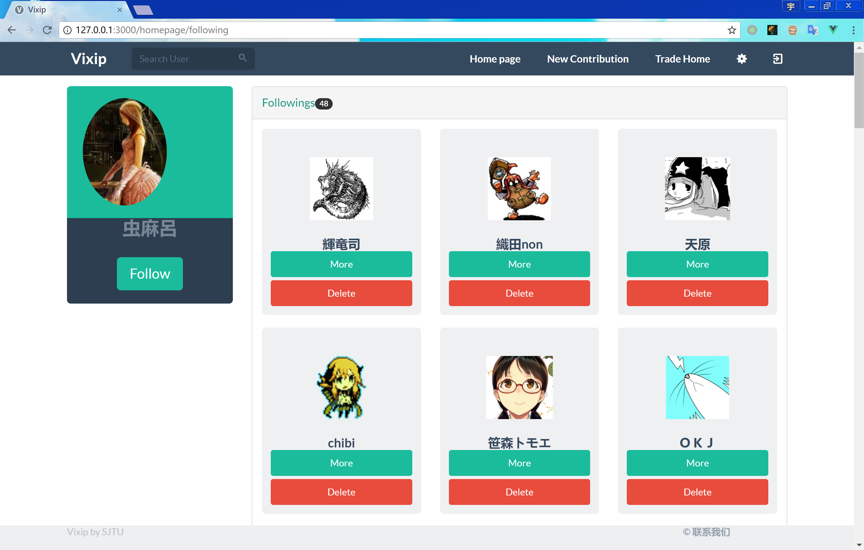 Vixip
宇
127.0.0.1:3000/homepage/following
Vixip
Search User
Home page
New Contribution
Trade Home
虫麻呂
Follow
Followings 48
輝竜司
織田non
天原
More
More
More
Delete
Delete
Delete
chibi
笹森トモエ
ＯＫＪ
More
More
More
Delete
Delete
Delete
Vixip by SJTU
© 联系我们